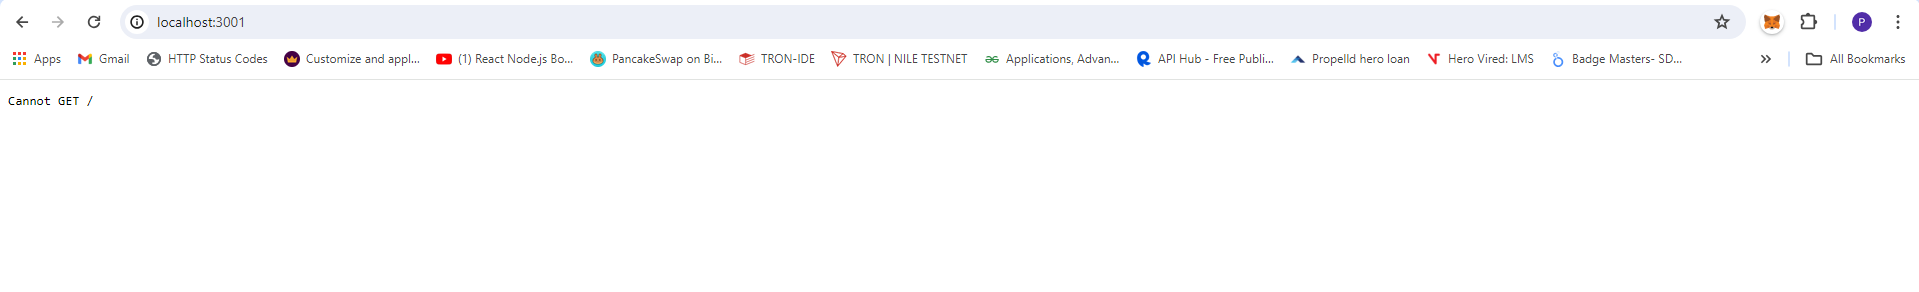 localhost:3001
P
Apps Gmail HTTP Status Codes Customize and appl... (1) React Node.js Bo... PancakeSwap on Bi... TRON-IDE TRON | NILE TESTNET Applications, Advan... API Hub - Free Publi... Propelld hero loan Hero Vired: LMS Badge Masters- SD... All Bookmarks
Cannot GET /